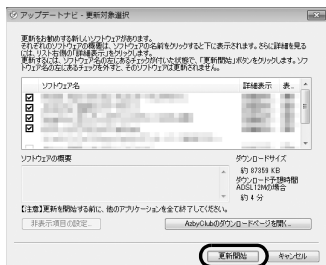 アップデートナビ - 更新対象選択
更新をお勧めする新しいソフトウェアがあります。
それぞれのソフトウェアの概要は、ソフトウェアの名前をクリックすると下に表示されます。さらに詳細を見るには、リスト右側の「詳細表示」をクリックします。
更新するには、ソフトウェア名の左にあるチェックが付いた状態で、「更新開始」ボタンをクリックします。ソフトウェア名の左にあるチェックを外すと、そのソフトウェアは更新されません。
ソフトウェア名 詳細表示 表..
ソフトウェアの概要
ダウンロードサイズ
約 87359 KB
ダウンロード予想時間
ADSL12Mの場合
約 4 分
【注意】更新を開始する前に、他のアプリケーションを全て終了してください。
非表示項目の設定...
AzbyClubのダウンロードページを開く...
更新開始
キャンセル